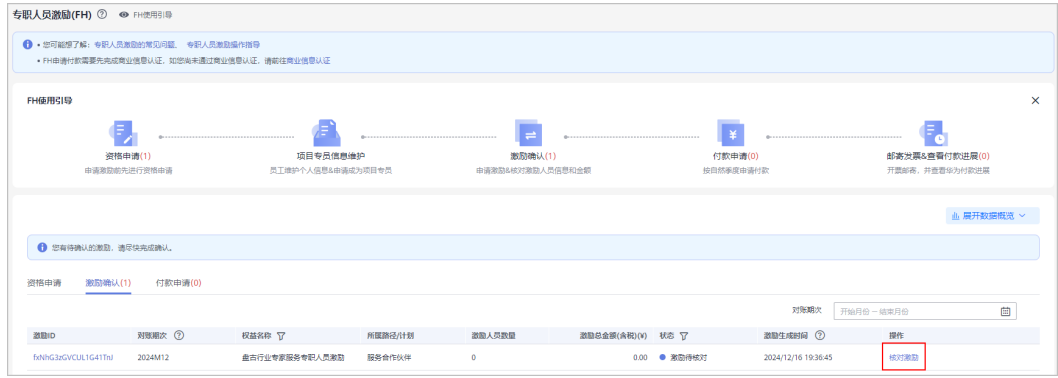 专职人员激励(FH) ? FH使用引导
• 您可能想了解：专职人员激励的常见问题、 专职人员激励操作指导
• FH申请付款需要先完成商业信息认证，如您尚未通过商业信息认证，请前往商业信息认证
FH使用引导 ×
资格申请(1) 项目专员信息维护 激励确认(1) 付款申请(0) 邮寄发票&查看付款进展(0)
申请激励前先进行资格申请 员工维护个人信息&申请成为项目专员 申请激励&核对激励人员信息和金额 按自然季度申请付款 开票邮寄，并查看华为付款进展
展开数据概览
您有待确认的激励，请尽快完成确认。
资格申请 激励确认(1) 付款申请(0)
对账期次 开始月份 – 结束月份
激励ID 对账期次 ? 权益名称 所属路径/计划 激励人员数量 激励总金额(含税)(¥) 状态 激励生成时间 ? 操作
fxNhG3zGVCUL1G41TnJ 2024M12 盘古行业专家服务专职人员激励 服务合作伙伴 0 0.00 激励待核对 2024/12/16 19:36:45 核对激励